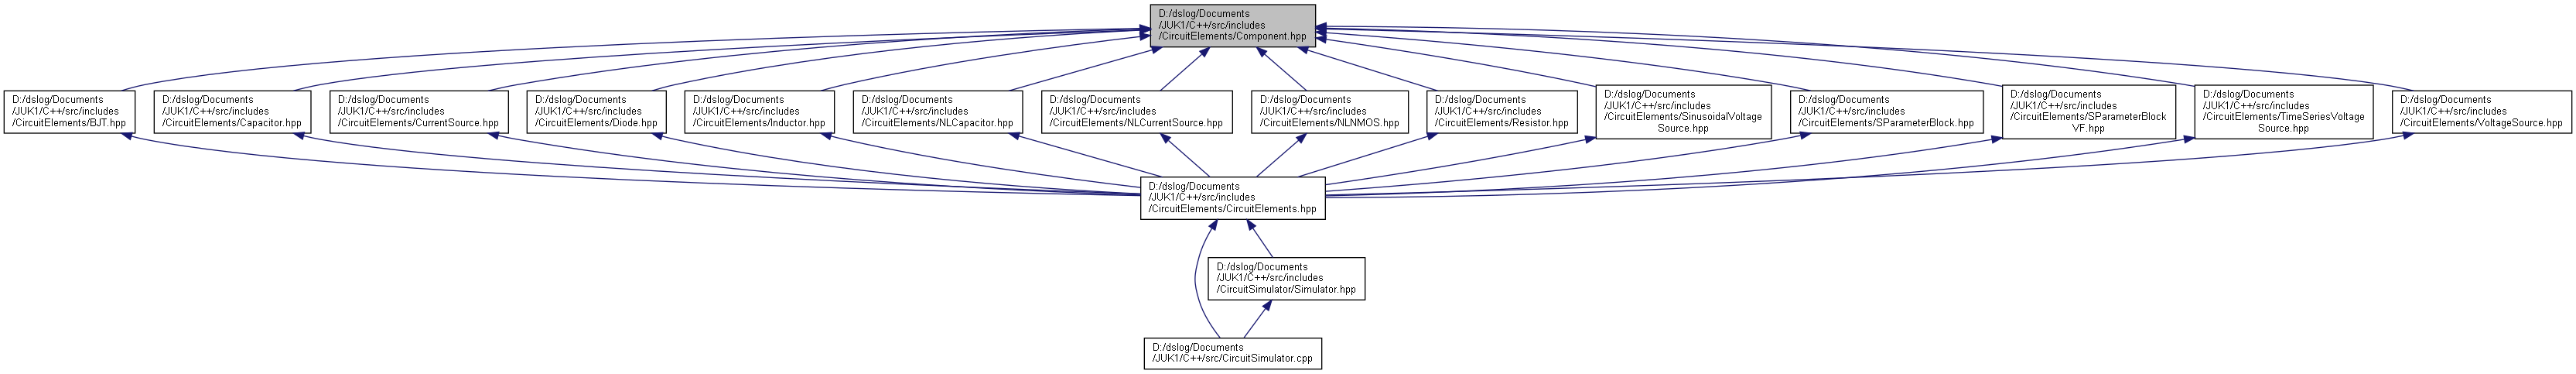 D:/dslog/Documents
/JUK1/C++/src/includes
/CircuitElements/Component.hpp
D:/dslog/Documents
/JUK1/C++/src/includes
/CircuitElements/BJT.hpp
D:/dslog/Documents
/JUK1/C++/src/includes
/CircuitElements/Capacitor.hpp
D:/dslog/Documents
/JUK1/C++/src/includes
/CircuitElements/CurrentSource.hpp
D:/dslog/Documents
/JUK1/C++/src/includes
/CircuitElements/Diode.hpp
D:/dslog/Documents
/JUK1/C++/src/includes
/CircuitElements/Inductor.hpp
D:/dslog/Documents
/JUK1/C++/src/includes
/CircuitElements/NLCapacitor.hpp
D:/dslog/Documents
/JUK1/C++/src/includes
/CircuitElements/NLCurrentSource.hpp
D:/dslog/Documents
/JUK1/C++/src/includes
/CircuitElements/NLNMOS.hpp
D:/dslog/Documents
/JUK1/C++/src/includes
/CircuitElements/Resistor.hpp
D:/dslog/Documents
/JUK1/C++/src/includes
/CircuitElements/SinusoidalVoltage
Source.hpp
D:/dslog/Documents
/JUK1/C++/src/includes
/CircuitElements/SParameterBlock.hpp
D:/dslog/Documents
/JUK1/C++/src/includes
/CircuitElements/SParameterBlock
VF.hpp
D:/dslog/Documents
/JUK1/C++/src/includes
/CircuitElements/TimeSeriesVoltage
Source.hpp
D:/dslog/Documents
/JUK1/C++/src/includes
/CircuitElements/VoltageSource.hpp
D:/dslog/Documents
/JUK1/C++/src/includes
/CircuitElements/CircuitElements.hpp
D:/dslog/Documents
/JUK1/C++/src/includes
/CircuitSimulator/Simulator.hpp
D:/dslog/Documents
/JUK1/C++/src/CircuitSimulator.cpp